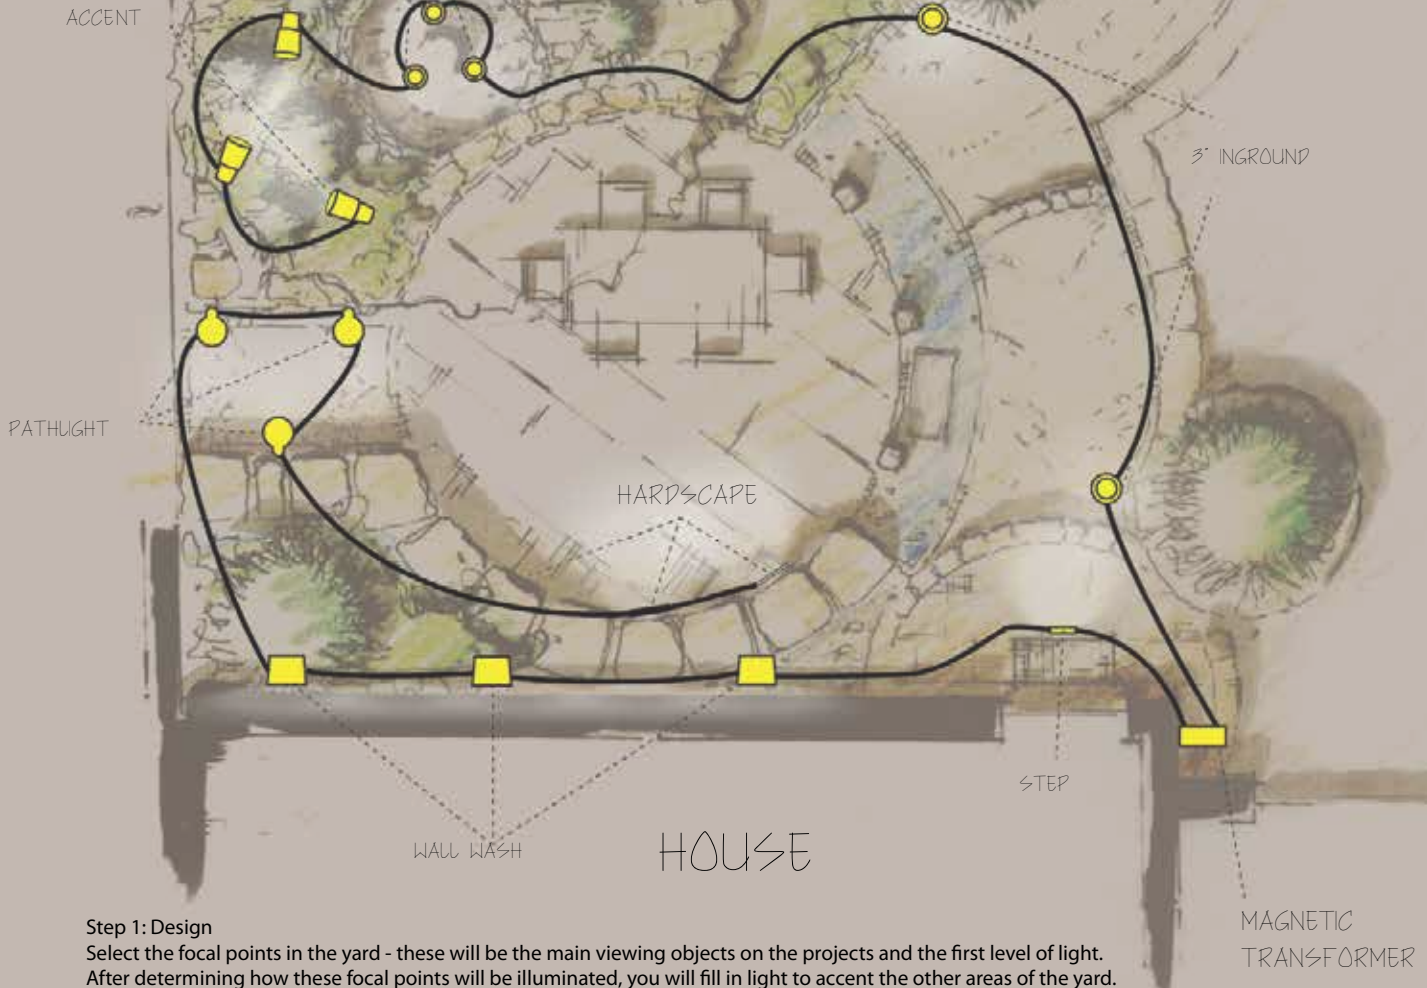 ACCENT
3" INGROUND
PATHLIGHT
HARDSCAPE
STEP
WALL WASH
HOUSE
MAGNETIC
TRANSFORMER
Step 1: Design
Select the focal points in the yard - these will be the main viewing objects on the projects and the first level of light.
After determining how these focal points will be illuminated, you will fill in light to accent the other areas of the yard.